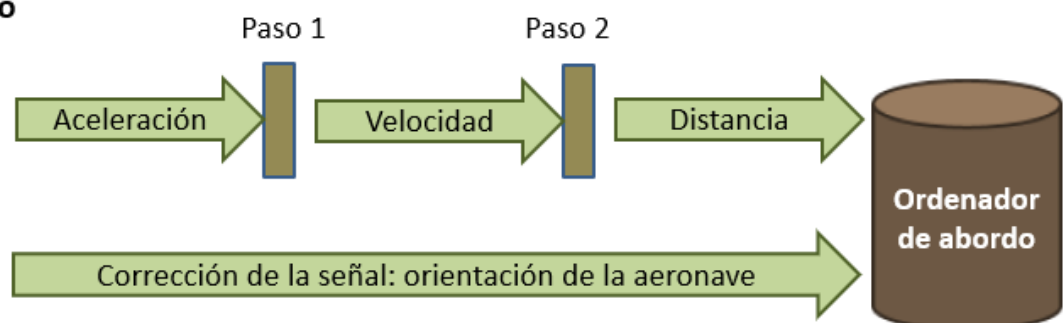 o
Paso 1
Paso 2
Aceleración
Velocidad
Distancia
Ordenador
de abordo
Corrección de la señal: orientación de la aeronave